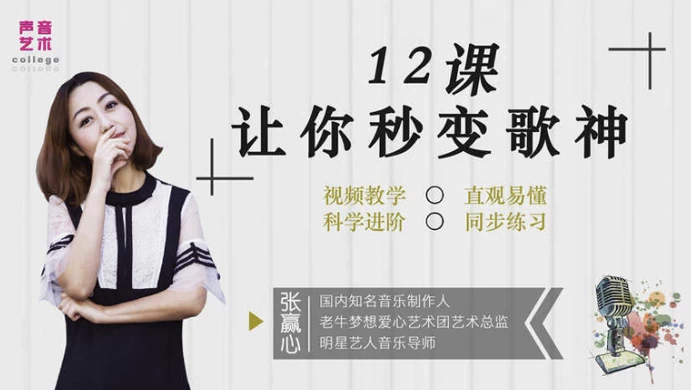 声音
艺术
college
12课
让你秒变歌神
视频教学 〇 直观易懂
科学进阶 〇 同步练习
张赢心
国内知名音乐制作人
老牛梦想爱心艺术团艺术总监
明星艺人音乐导师